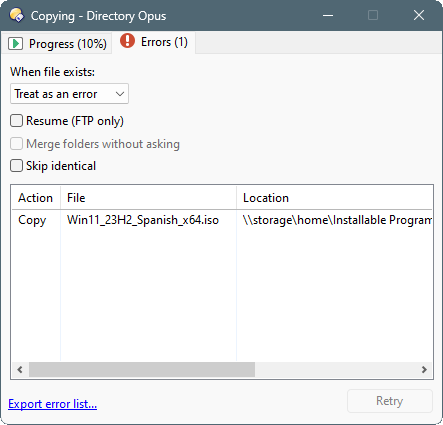 Copying - Directory Opus
Progress (10%)
Errors (1)
When file exists:
Treat as an error
Resume (FTP only)
Merge folders without asking
Skip identical
Action File Location
Copy Win11_23H2_Spanish_x64.iso \\storage\home\Installable Program
Export error list...
Retry